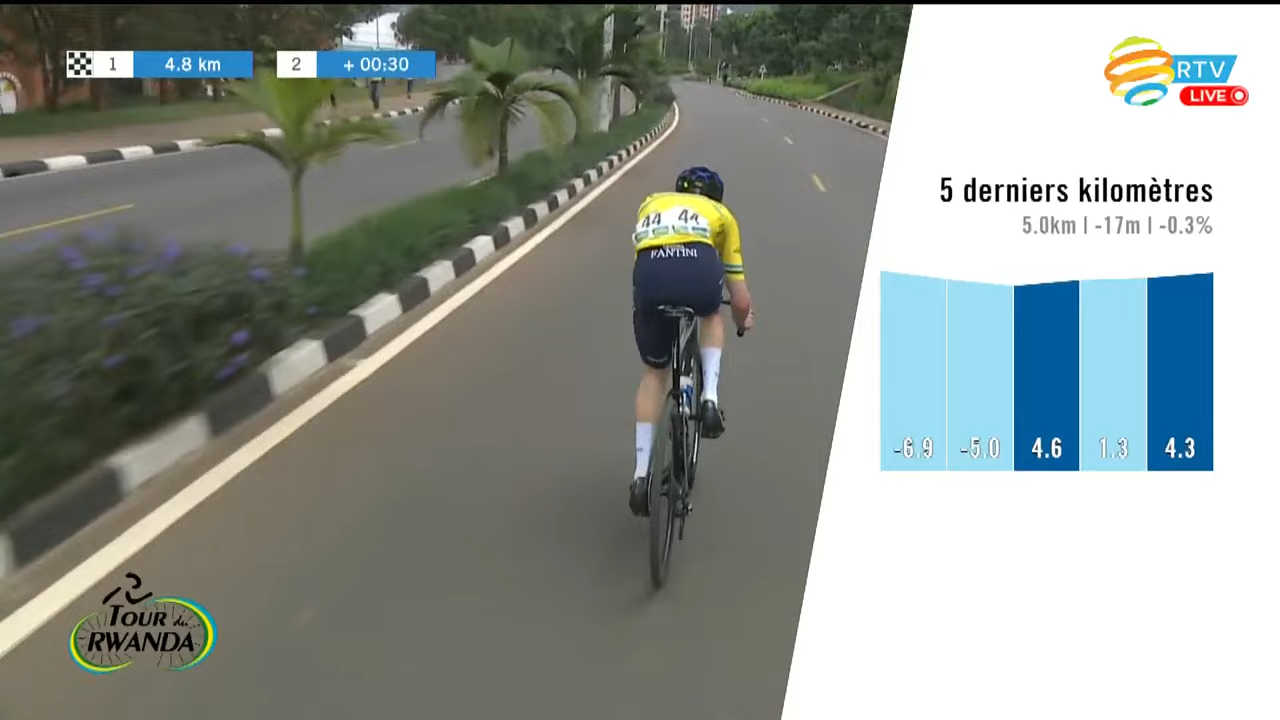 1 4.8 km 2 + 00:30
RTV
LIVE
5 derniers kilomètres
5.0km | -17m | -0.3%
44 44
FANTINI
-6.9 -5.0 4.6 1.3 4.3
TOUR du
RWANDA